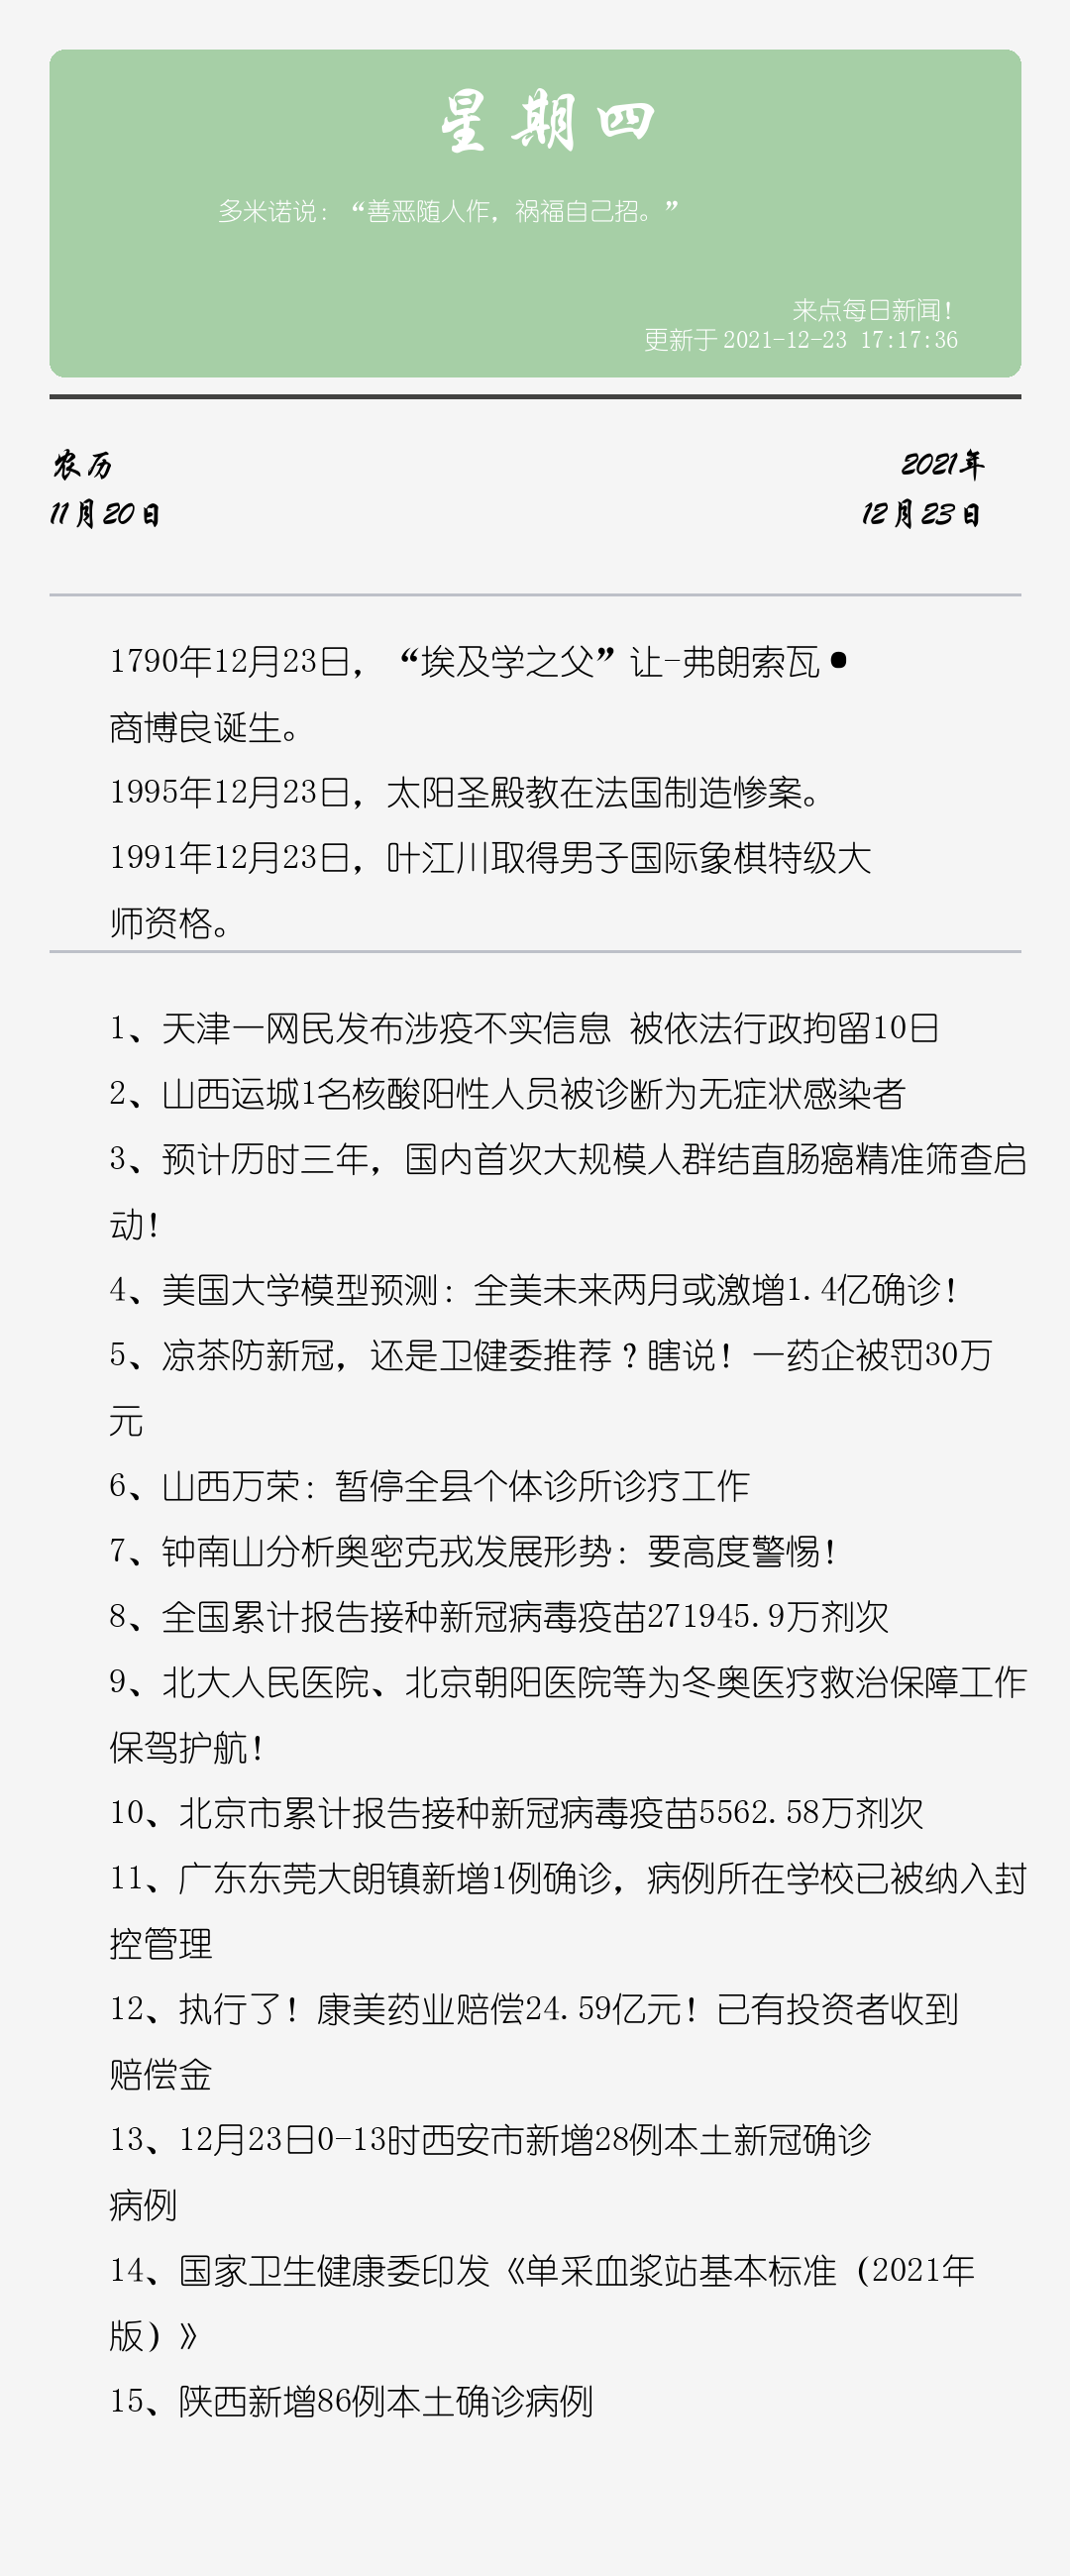 星期四
多米诺说：“善恶随人作，祸福自己招。”
来点每日新闻！
更新于 2021-12-23 17:17:36
农历
2021年
11月20日
12月23日
1790年12月23日，“埃及学之父”让-弗朗索瓦•
商博良诞生。
1995年12月23日，太阳圣殿教在法国制造惨案。
1991年12月23日，叶江川取得男子国际象棋特级大
师资格。
1、天津一网民发布涉疫不实信息 被依法行政拘留10日
2、山西运城1名核酸阳性人员被诊断为无症状感染者
3、预计历时三年，国内首次大规模人群结直肠癌精准筛查启
动！
4、美国大学模型预测：全美未来两月或激增1.4亿确诊！
5、凉茶防新冠，还是卫健委推荐？瞎说！一药企被罚30万
元
6、山西万荣：暂停全县个体诊所诊疗工作
7、钟南山分析奥密克戎发展形势：要高度警惕！
8、全国累计报告接种新冠病毒疫苗271945.9万剂次
9、北大人民医院、北京朝阳医院等为冬奥医疗救治保障工作
保驾护航！
10、北京市累计报告接种新冠病毒疫苗5562.58万剂次
11、广东东莞大朗镇新增1例确诊，病例所在学校已被纳入封
控管理
12、执行了！康美药业赔偿24.59亿元！已有投资者收到
赔偿金
13、12月23日0-13时西安市新增28例本土新冠确诊
病例
14、国家卫生健康委印发《单采血浆站基本标准（2021年
版）》
15、陕西新增86例本土确诊病例